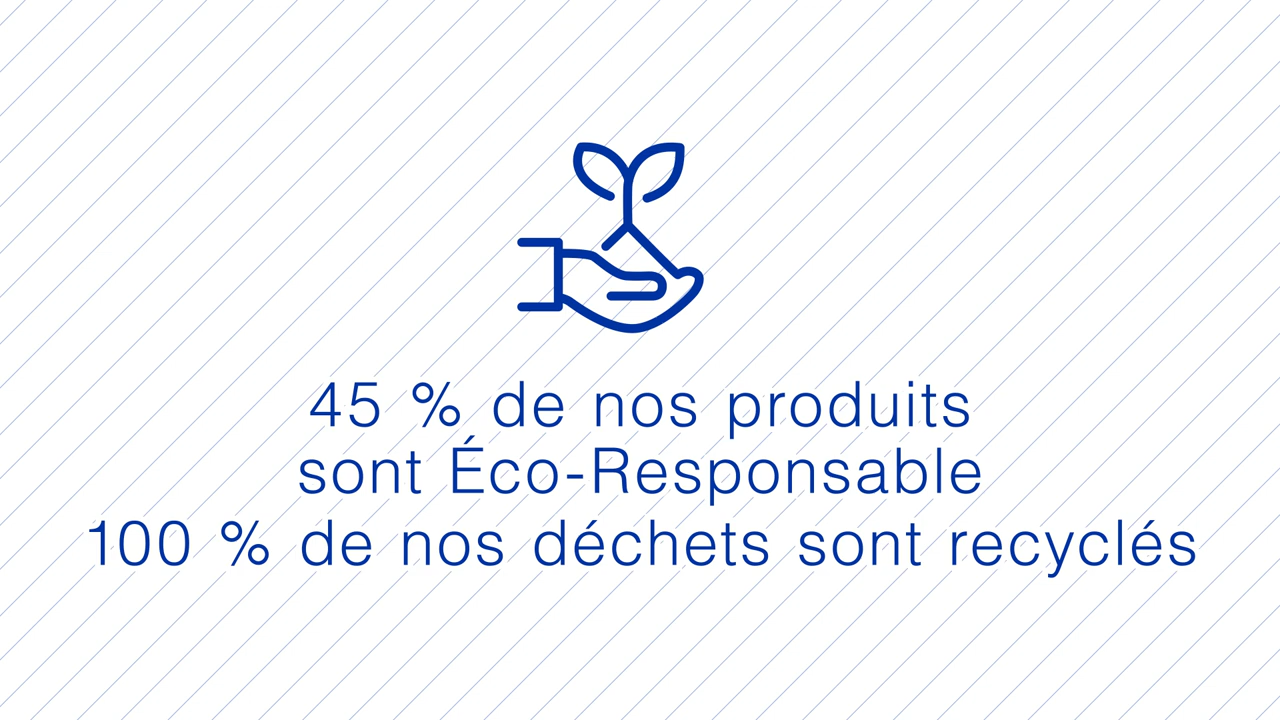 45 % de nos produits
sont Éco-Responsable
100 % de nos déchets sont recyclés